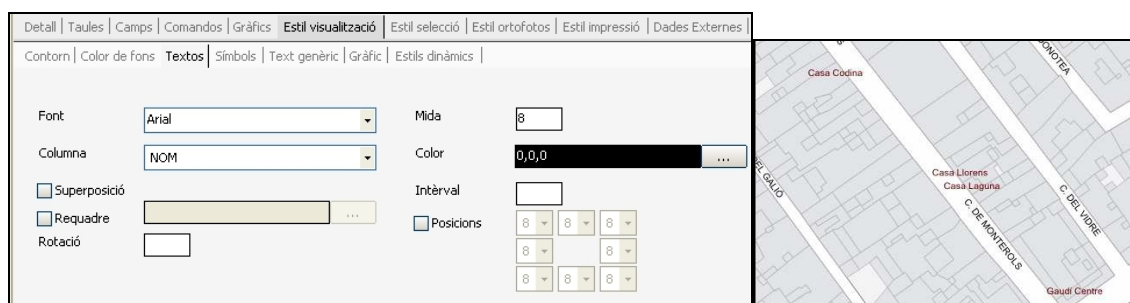 Detall | Taules | Camps | Comandos | Gràfics | Estil visualització | Estil selecció | Estil ortofotos | Estil impressió | Dades Externes |
Contorn | Color de fons | Textos | Símbols | Text genèric | Gràfic | Estils dinàmics |
Font Arial Mida 8
Columna NOM Color 0,0,0 ...
Superposició Intèrval
Requadre ... Posicions 8 8 8
Rotació 8 8
8 8 8
Casa Codina
Casa Llorens
Casa Laguna
DEL GALIÓ
C. DE MONTEROLS
C. DEL VIDRE
Gaudí Centre